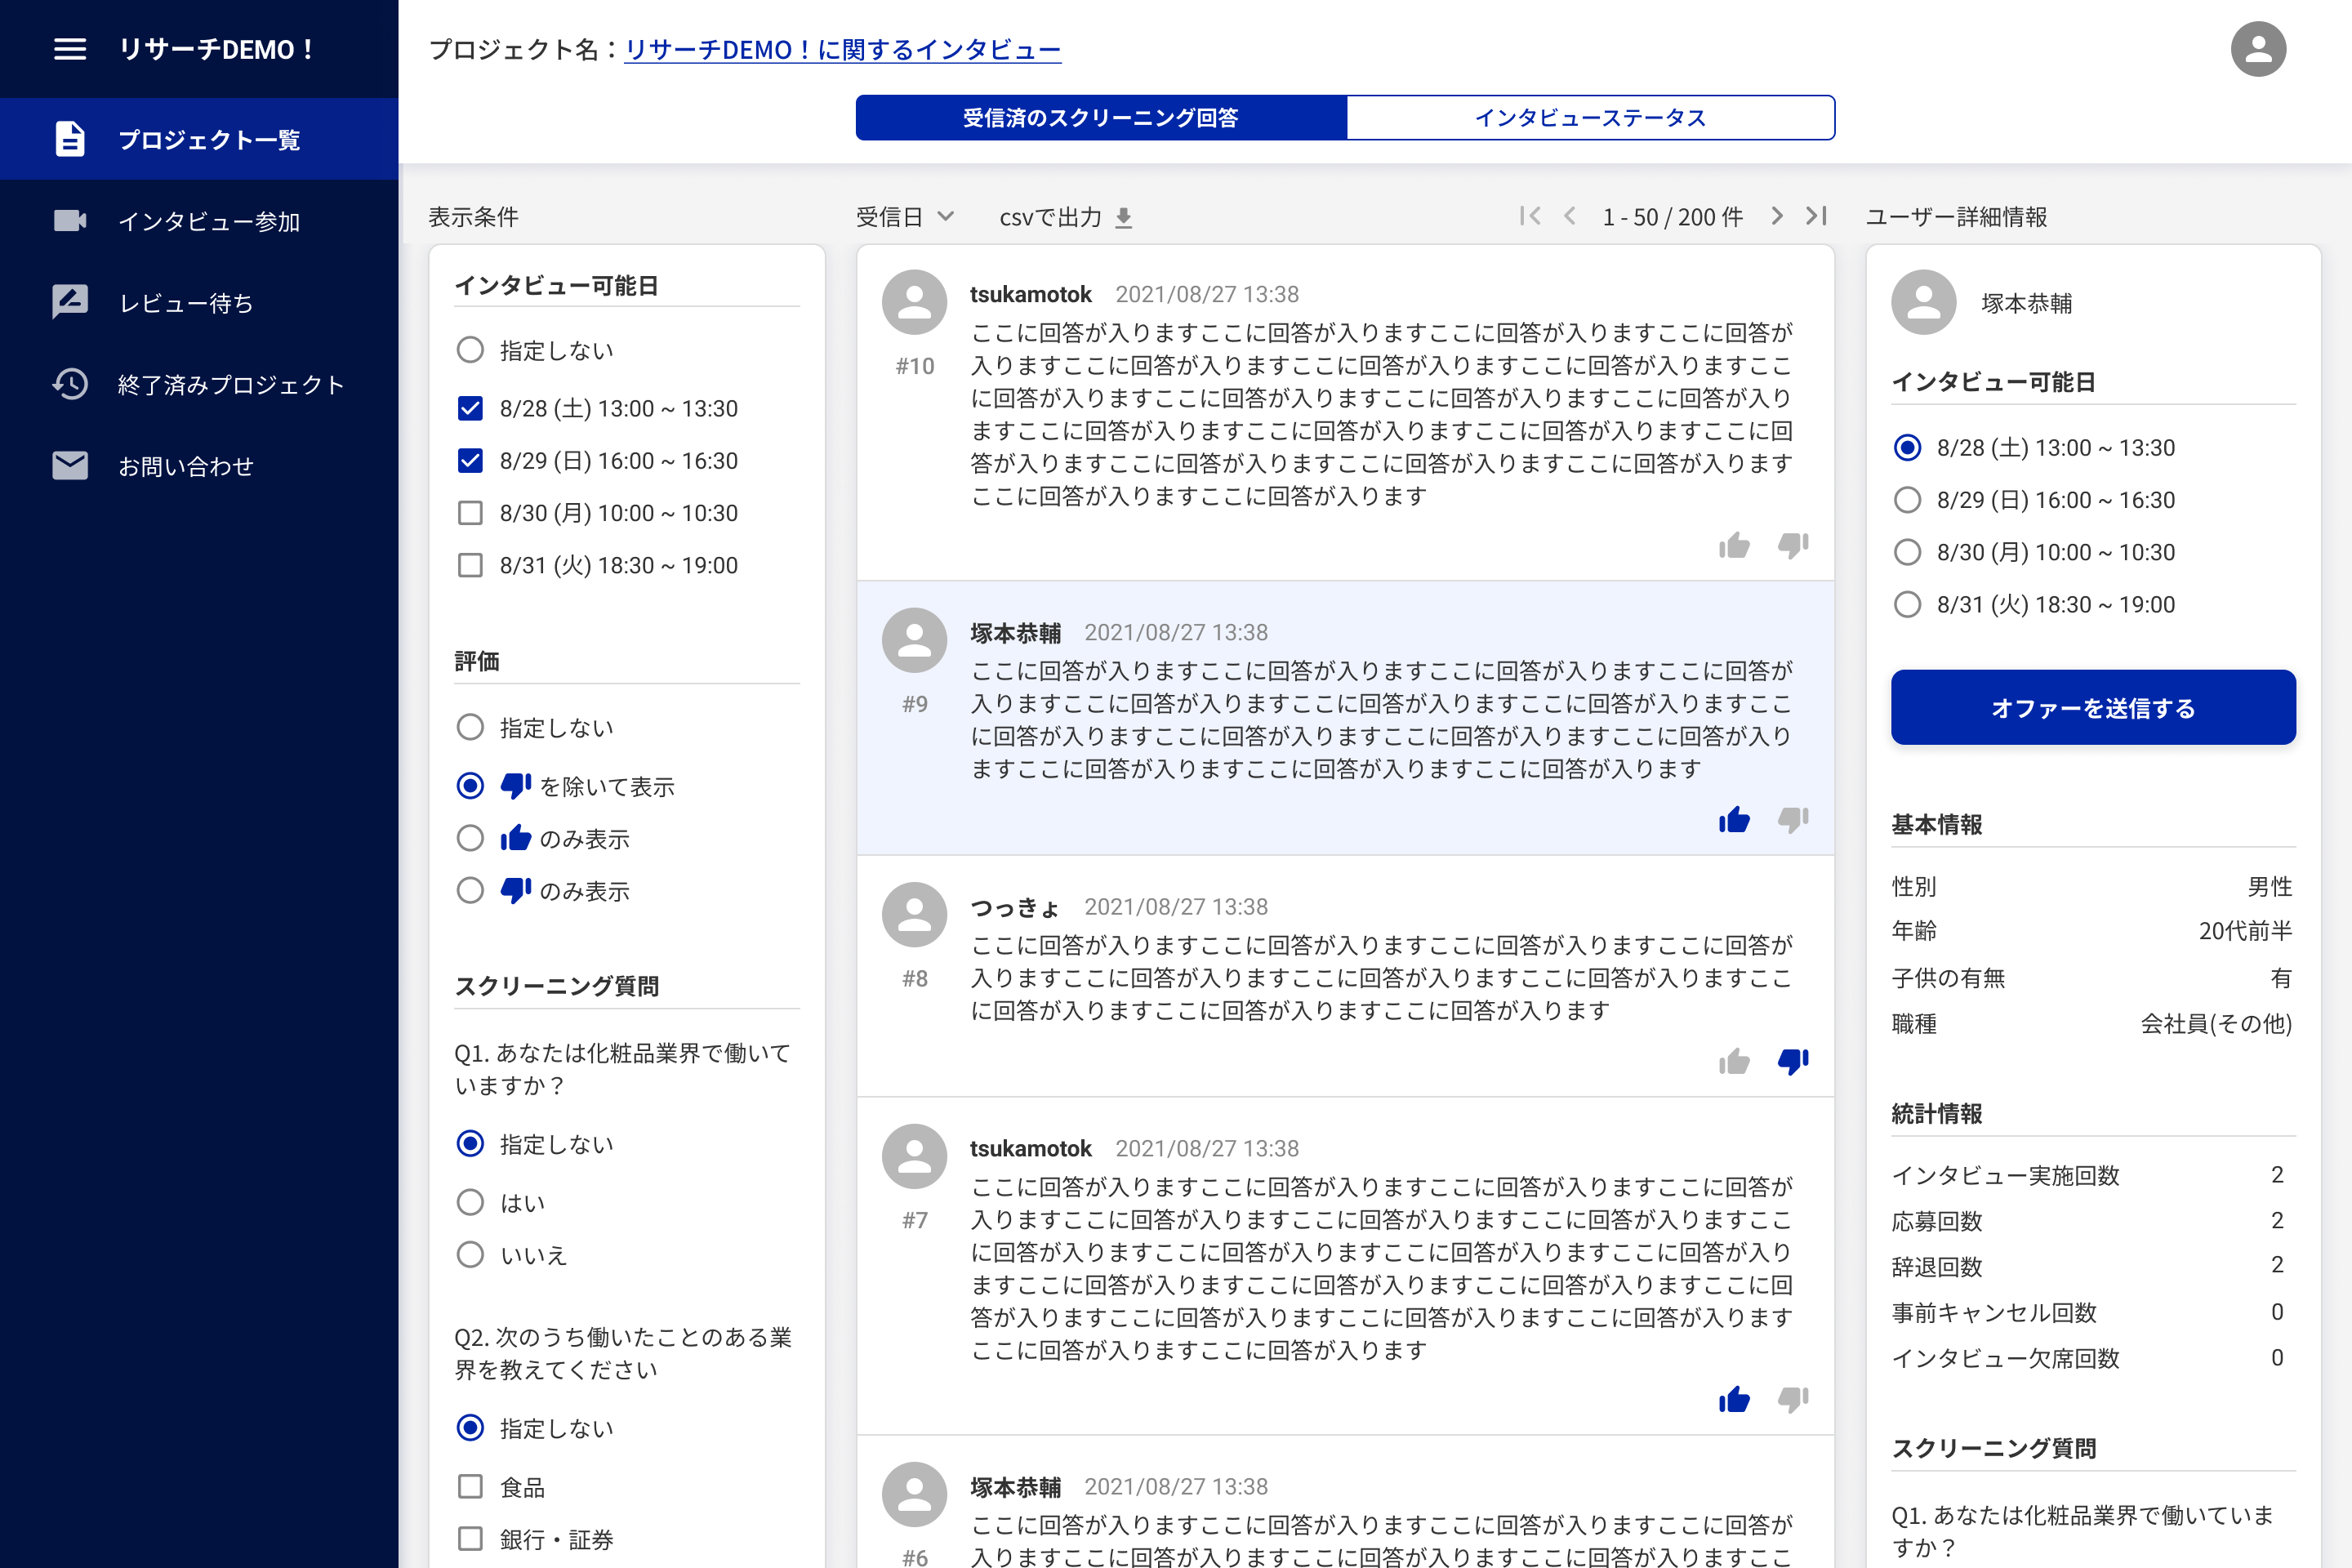 リサーチDEMO！
プロジェクト一覧
インタビュー参加
レビュー待ち
終了済みプロジェクト
お問い合わせ
プロジェクト名：リサーチDEMO！に関するインタビュー
受信済のスクリーニング回答
インタビューステータス
表示条件
インタビュー可能日
指定しない
8/28 (土) 13:00 ~ 13:30
8/29 (日) 16:00 ~ 16:30
8/30 (月) 10:00 ~ 10:30
8/31 (火) 18:30 ~ 19:00
評価
指定しない
を除いて表示
のみ表示
のみ表示
スクリーニング質問
Q1. あなたは化粧品業界で働いて
いますか？
指定しない
はい
いいえ
Q2. 次のうち働いたことのある業
界を教えてください
指定しない
食品
銀行・証券
受信日
csvで出力
1 - 50 / 200 件
tsukamotok 2021/08/27 13:38
#10
ここに回答が入りますここに回答が入りますここに回答が入りますここに回答が
入りますここに回答が入りますここに回答が入りますここに回答が入りますここ
に回答が入りますここに回答が入りますここに回答が入りますここに回答が入り
ますここに回答が入りますここに回答が入りますここに回答が入りますここに回
答が入りますここに回答が入りますここに回答が入りますここに回答が入ります
ここに回答が入りますここに回答が入ります
塚本恭輔 2021/08/27 13:38
#9
ここに回答が入りますここに回答が入りますここに回答が入りますここに回答が
入りますここに回答が入りますここに回答が入りますここに回答が入りますここ
に回答が入りますここに回答が入りますここに回答が入りますここに回答が入り
ますここに回答が入りますここに回答が入りますここに回答が入ります
つっきょ 2021/08/27 13:38
#8
ここに回答が入りますここに回答が入りますここに回答が入りますここに回答が
入りますここに回答が入りますここに回答が入りますここに回答が入りますここ
に回答が入りますここに回答が入りますここに回答が入ります
tsukamotok 2021/08/27 13:38
#7
ここに回答が入りますここに回答が入りますここに回答が入りますここに回答が
入りますここに回答が入りますここに回答が入りますここに回答が入りますここ
に回答が入りますここに回答が入りますここに回答が入りますここに回答が入り
ますここに回答が入りますここに回答が入りますここに回答が入りますここに回
答が入りますここに回答が入りますここに回答が入りますここに回答が入ります
ここに回答が入りますここに回答が入ります
塚本恭輔 2021/08/27 13:38
#6
ここに回答が入りますここに回答が入りますここに回答が入りますここに回答が
入りますここに回答が入りますここに回答が入りますここに回答が入りますここ
ユーザー詳細情報
塚本恭輔
インタビュー可能日
8/28 (土) 13:00 ~ 13:30
8/29 (日) 16:00 ~ 16:30
8/30 (月) 10:00 ~ 10:30
8/31 (火) 18:30 ~ 19:00
オファーを送信する
基本情報
性別 男性
年齢 20代前半
子供の有無 有
職種 会社員(その他)
統計情報
インタビュー実施回数 2
応募回数 2
辞退回数 2
事前キャンセル回数 0
インタビュー欠席回数 0
スクリーニング質問
Q1. あなたは化粧品業界で働いていま
すか？